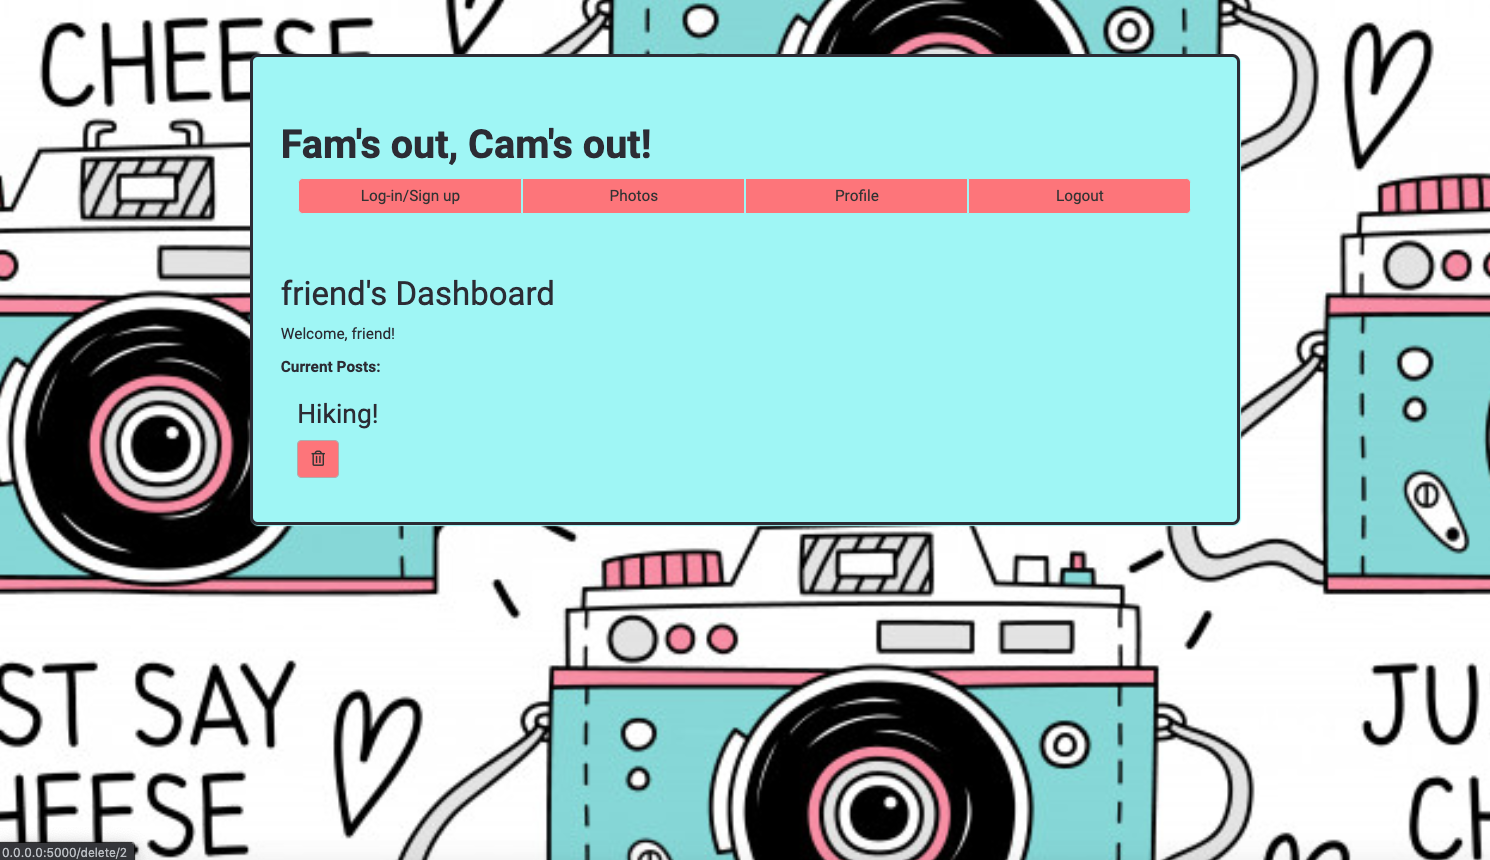 CHEESE
Fam's out, Cam's out!
Log-in/Sign up Photos Profile Logout
friend's Dashboard
Welcome, friend!
Current Posts:
Hiking!
ST SAY
HEESE
JU
CH
0.0.0.0:5000/delete/2